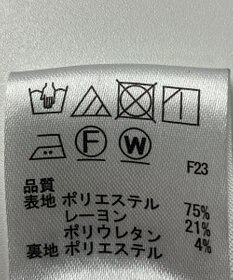 F W
F23
品質
表地 ポリエステル 75%
レーヨン 21%
ポリウレタン 4%
裏地 ポリエステル